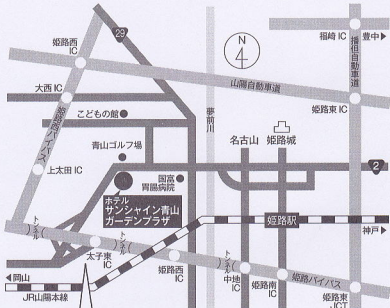 姫路西 IC
29
N
4
福崎 IC
豊中▶
播但自動車道
山陽自動車道
大西 IC
姫路西バイパス
こどもの館
夢前川
姫路東 IC
青山ゴルフ場
名古山
姫路城
上太田 IC
国富
胃腸病院
2
ホテル
サンシャイン青山
ガーデンプラザ
トンネル
トンネル
姫路駅
神戸▶
太子東 IC
姫路西 IC
トンネル
中地 IC
姫路南 IC
姫路バイパス
姫路東 JCT
◀岡山
JR山陽本線